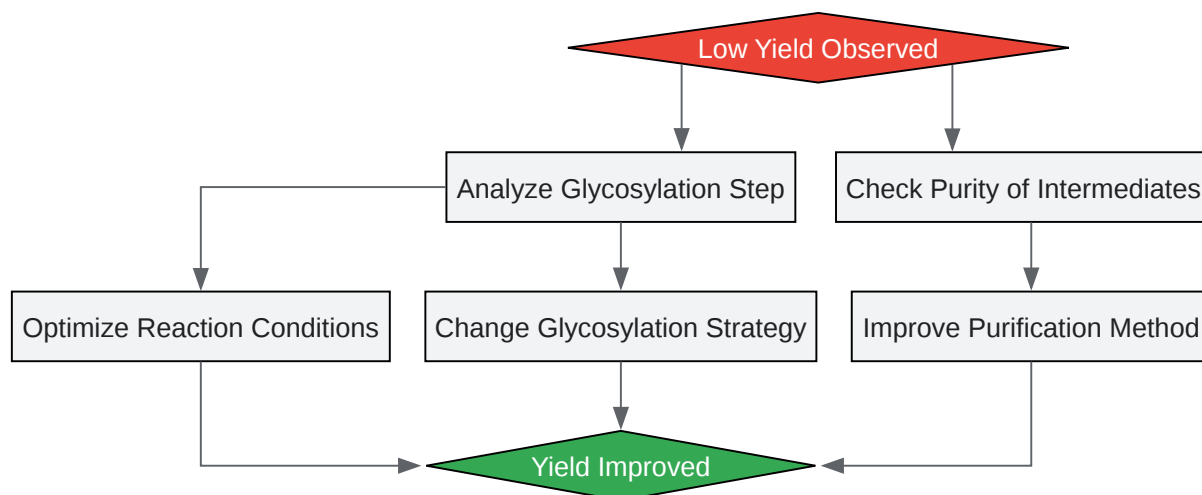 Low Yield Observed
Analyze Glycosylation Step
Check Purity of Intermediates
Optimize Reaction Conditions
Change Glycosylation Strategy
Improve Purification Method
Yield Improved